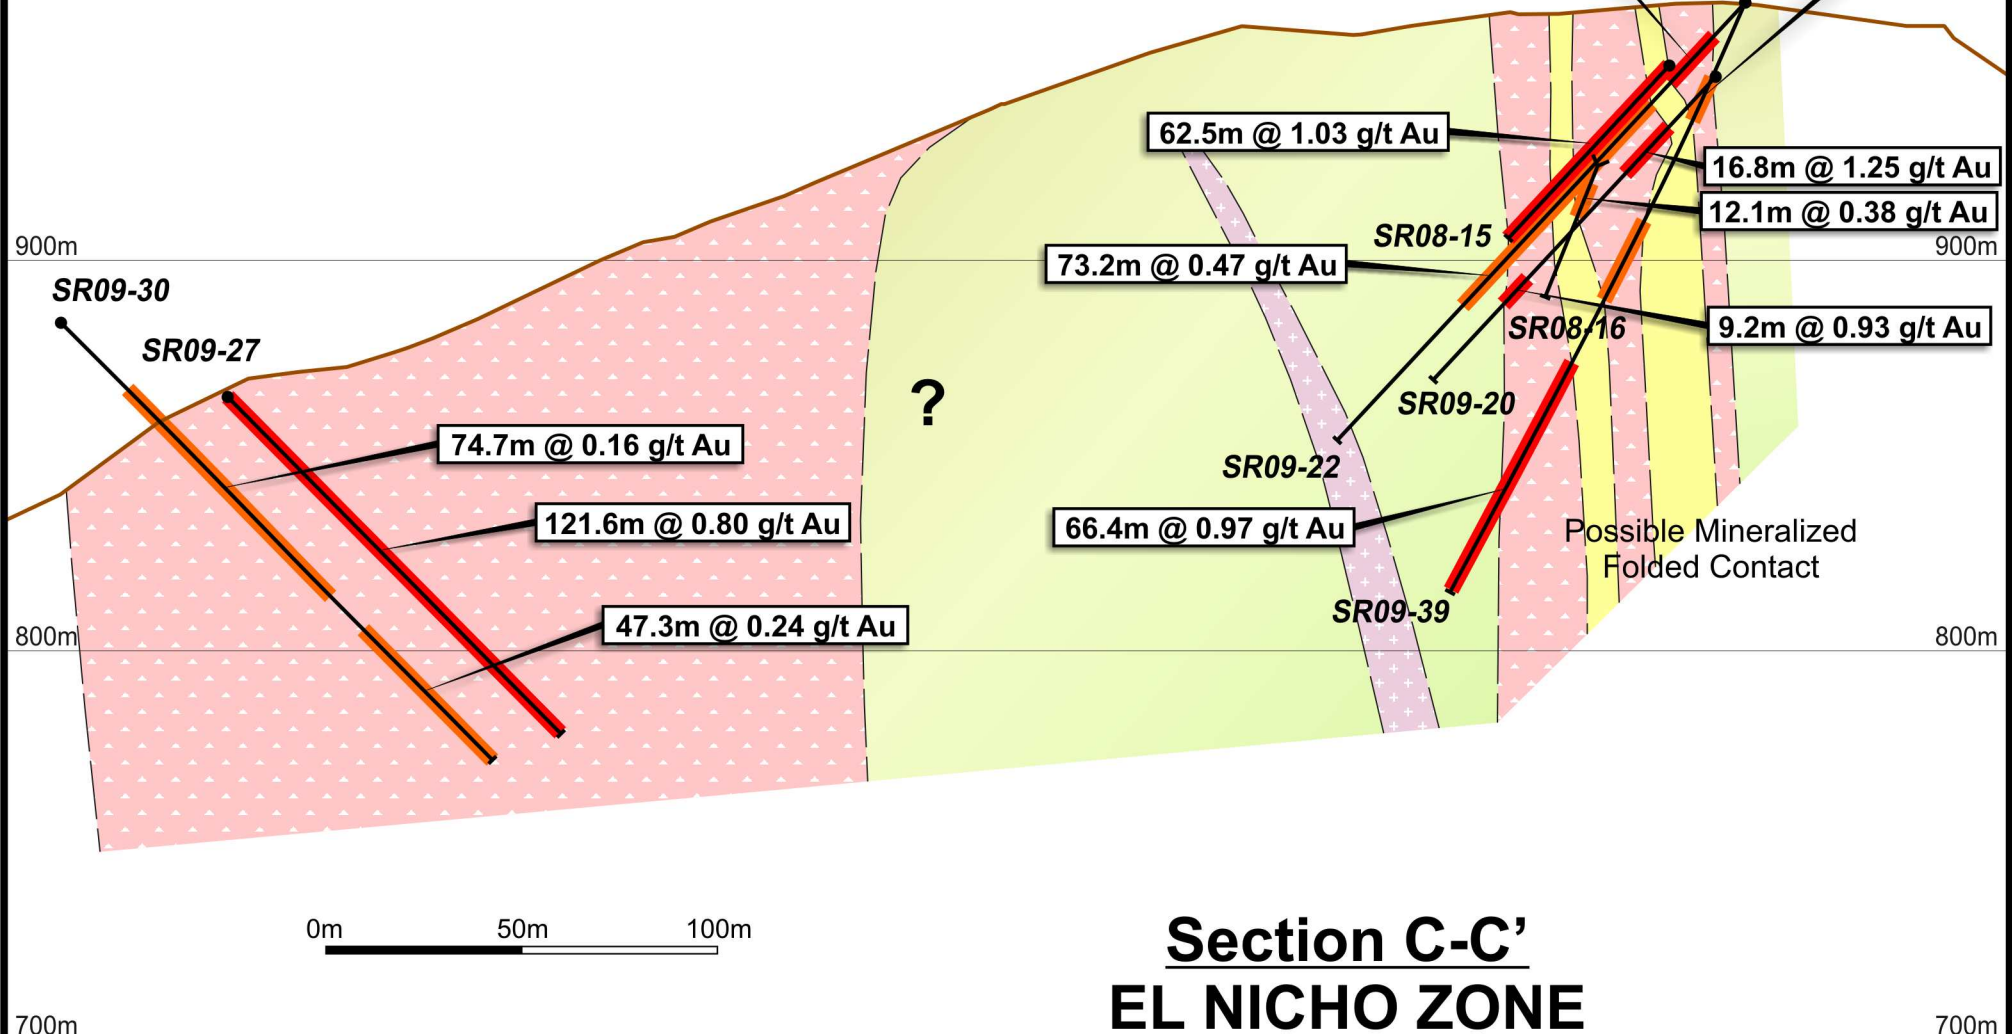 62.5m @ 1.03 g/t Au
16.8m @ 1.25 g/t Au
12.1m @ 0.38 g/t Au
SR08-15
900m
900m
73.2m @ 0.47 g/t Au
SR09-30
SR08-16
9.2m @ 0.93 g/t Au
SR09-27
?
SR09-20
74.7m @ 0.16 g/t Au
SR09-22
121.6m @ 0.80 g/t Au
66.4m @ 0.97 g/t Au
Possible Mineralized
Folded Contact
SR09-39
47.3m @ 0.24 g/t Au
800m
800m
0m 50m 100m
Section C-C’
EL NICHO ZONE
700m
700m